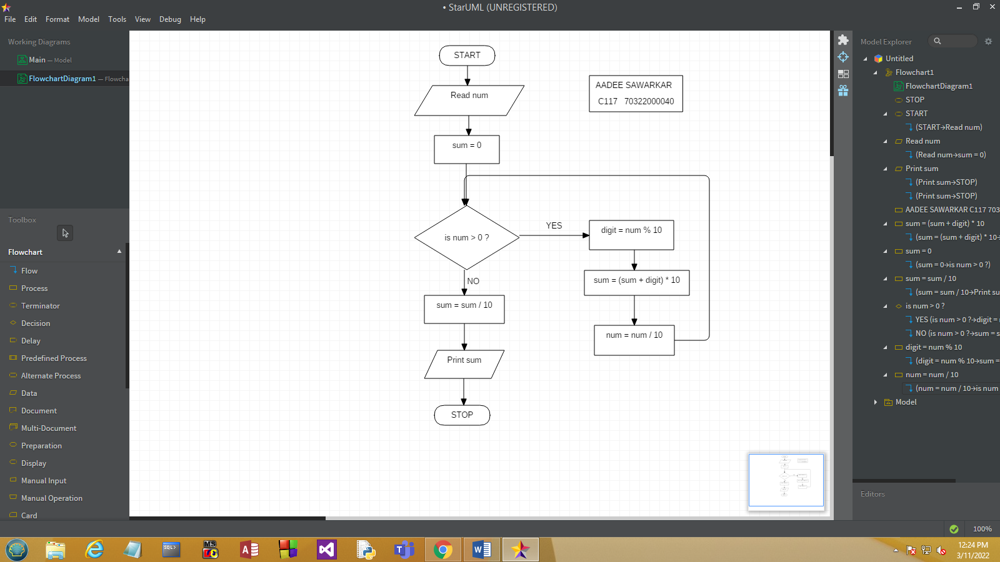 • StarUML (UNREGISTERED)
File Edit Format Model Tools View Debug Help
Working Diagrams
Main — Model
FlowchartDiagram1 — Flowcha
Toolbox
Flowchart
Flow
Process
Terminator
Decision
Delay
Predefined Process
Alternate Process
Data
Document
Multi-Document
Preparation
Display
Manual Input
Manual Operation
Card
START
Read num
sum = 0
is num > 0 ?
YES
NO
sum = sum / 10
Print sum
STOP
AADEE SAWARKAR
C117 70322000040
digit = num % 10
sum = (sum + digit) * 10
num = num / 10
Model Explorer
Untitled
Flowchart1
FlowchartDiagram1
STOP
START
(START→Read num)
Read num
(Read num→sum = 0)
Print sum
(Print sum→STOP)
(Print sum→STOP)
AADEE SAWARKAR C117 703
sum = (sum + digit) * 10
(sum = (sum + digit) * 10→
sum = 0
(sum = 0→is num > 0 ?)
sum = sum / 10
(sum = sum / 10→Print su
is num > 0 ?
YES (is num > 0 ?→digit =
NO (is num > 0 ?→sum = s
digit = num % 10
(digit = num % 10→sum =
num = num / 10
(num = num / 10→is num
Model
Editors
100%
SQL>
MS
A
W
12:24 PM
3/11/2022